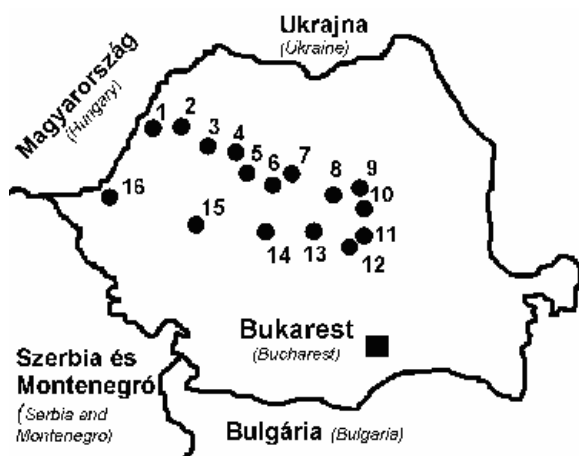 Ukrajna
(Ukraine)
Magyarország
(Hungary)
1
2
3
4
5
6
7
8
9
10
16
15
14
13
11
12
Bukarest
(Bucharest)
Szerbia és
Montenegró
(Serbia and
Montenegro)
Bulgária (Bulgaria)